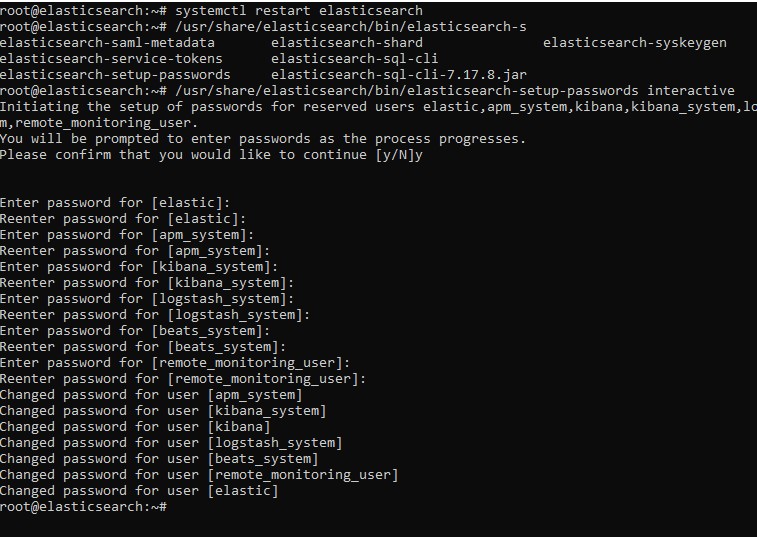 root@elasticsearch:~# systemctl restart elasticsearch
root@elasticsearch:~# /usr/share/elasticsearch/bin/elasticsearch-s
elasticsearch-saml-metadata       elasticsearch-shard               elasticsearch-syskeygen
elasticsearch-service-tokens      elasticsearch-sql-cli
elasticsearch-setup-passwords     elasticsearch-sql-cli-7.17.8.jar
root@elasticsearch:~# /usr/share/elasticsearch/bin/elasticsearch-setup-passwords interactive
Initiating the setup of passwords for reserved users elastic,apm_system,kibana,kibana_system,lo
m,remote_monitoring_user.
You will be prompted to enter passwords as the process progresses.
Please confirm that you would like to continue [y/N]y
Enter password for [elastic]:
Reenter password for [elastic]:
Enter password for [apm_system]:
Reenter password for [apm_system]:
Enter password for [kibana_system]:
Reenter password for [kibana_system]:
Enter password for [logstash_system]:
Reenter password for [logstash_system]:
Enter password for [beats_system]:
Reenter password for [beats_system]:
Enter password for [remote_monitoring_user]:
Reenter password for [remote_monitoring_user]:
Changed password for user [apm_system]
Changed password for user [kibana_system]
Changed password for user [kibana]
Changed password for user [logstash_system]
Changed password for user [beats_system]
Changed password for user [remote_monitoring_user]
Changed password for user [elastic]
root@elasticsearch:~#